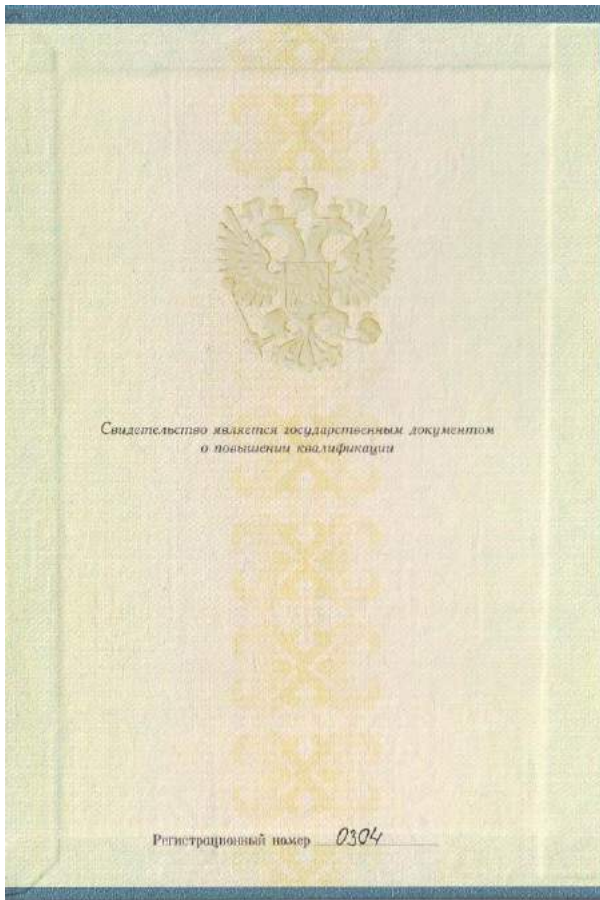 Свидетельство является государственным документом
о повышении квалификации
Регистрационный номер 0304